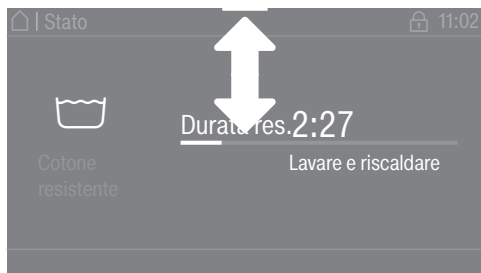 | Stato
11:02
Durata res. 2:27
Cotone
Lavare e riscaldare
resistente